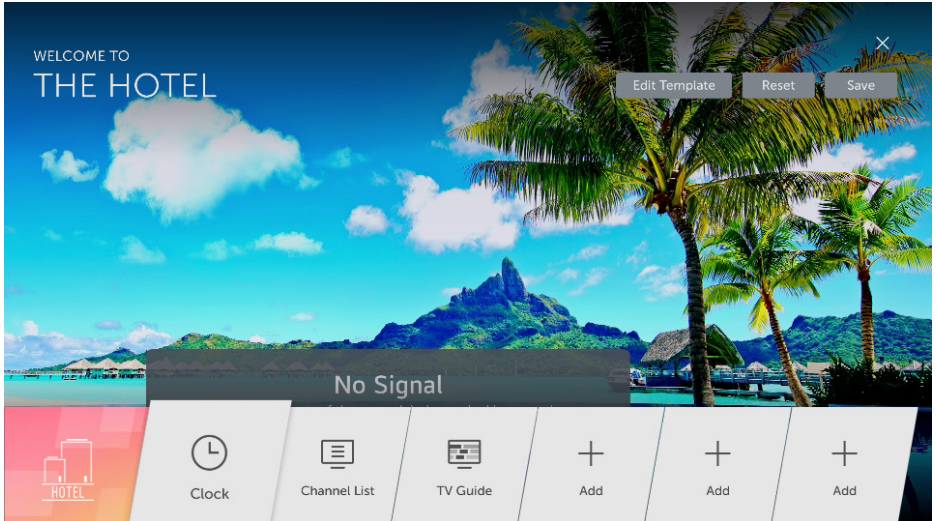 WELCOME TO
THE HOTEL
Edit Template
Reset
Save
No Signal
HOTEL
Clock
Channel List
TV Guide
Add
Add
Add